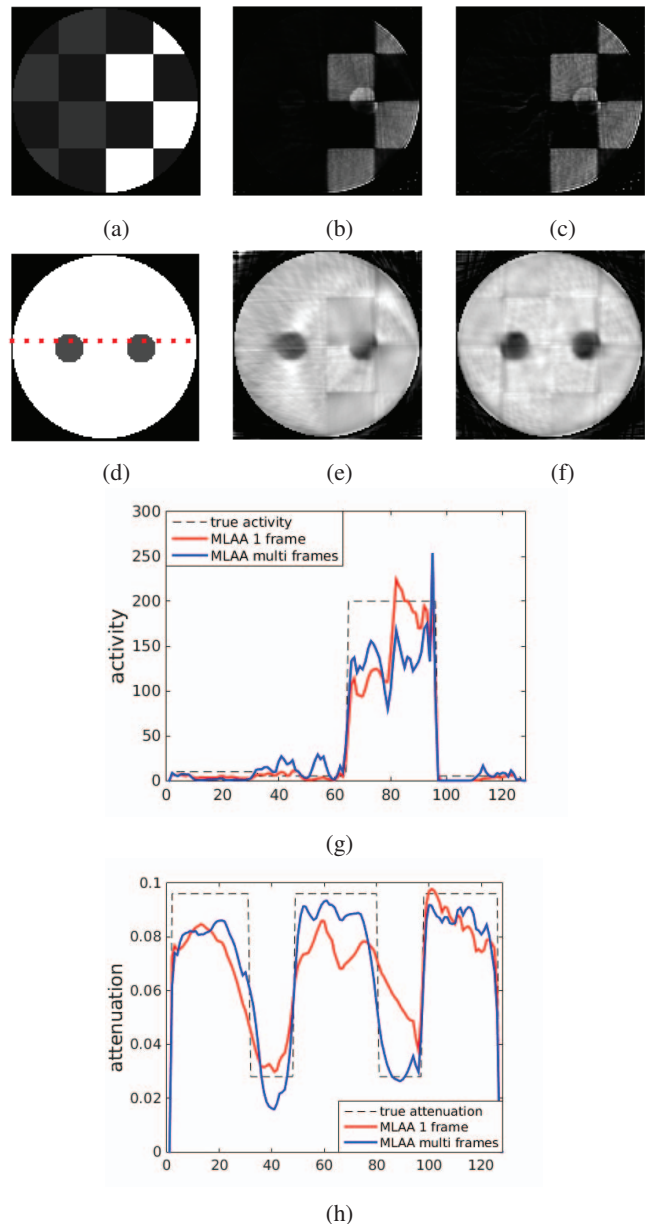 (a)
(b)
(c)
(d)
(e)
(f)
300
250
200
150
100
50
0
activity
true activity
MLAA 1 frame
MLAA multi frames
0 20 40 60 80 100 120
(g)
0.1
0.08
0.06
0.04
0.02
0
attenuation
true attenuation
MLAA 1 frame
MLAA multi frames
0 20 40 60 80 100 120
(h)